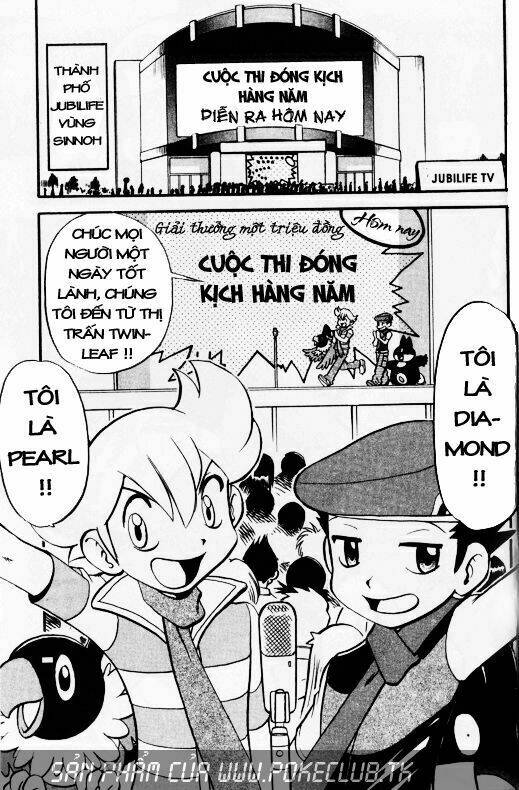 THÀNH
PHỐ
JUBILIFE
VÙNG
SINNOH
CUỘC THI ĐÓNG KỊCH
HÀNG NĂM
DIỄN RA HÔM NAY
JUBILIFE TV
Giải thưởng một triệu đồng
Hôm nay
CUỘC THI ĐÓNG
KỊCH HÀNG NĂM
CHÚC MỌI
NGƯỜI MỘT
NGÀY TỐT
LÀNH, CHÚNG
TÔI ĐẾN TỪ THỊ
TRẤN TWIN-
LEAF !!
TÔI
LÀ
DIA-
MOND
!!
TÔI
LÀ
PEARL
!!
SẢN PHẨM CỦA WWW.POKECLUB.TK